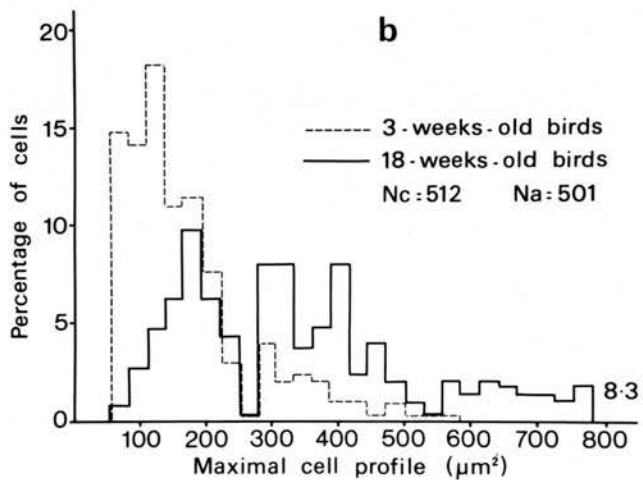 b
20
15
10
5
0
Percentage of cells
3-weeks-old birds
18-weeks-old birds
Nc=512 Na=501
8·3
100 200 300 400 500 600 700 800
Maximal cell profile (µm²)